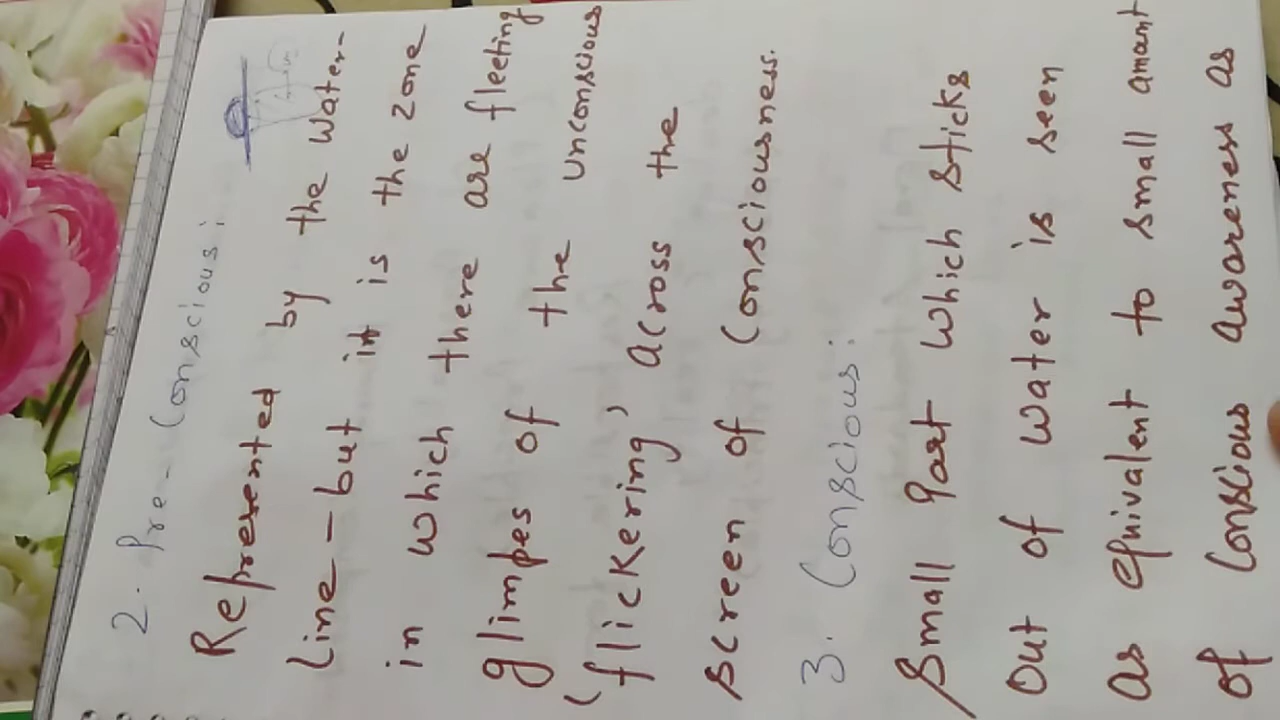 2. Pre-Conscious:
Represented by the water-
line-but it is the zone
in which there are fleeting
glimpes of the unconscious
(flickering) across the
screen of Consciousness.
3. Conscious:
Small Part which sticks
Out of water is seen
as equivalent to small amant
of Conscious awareness as